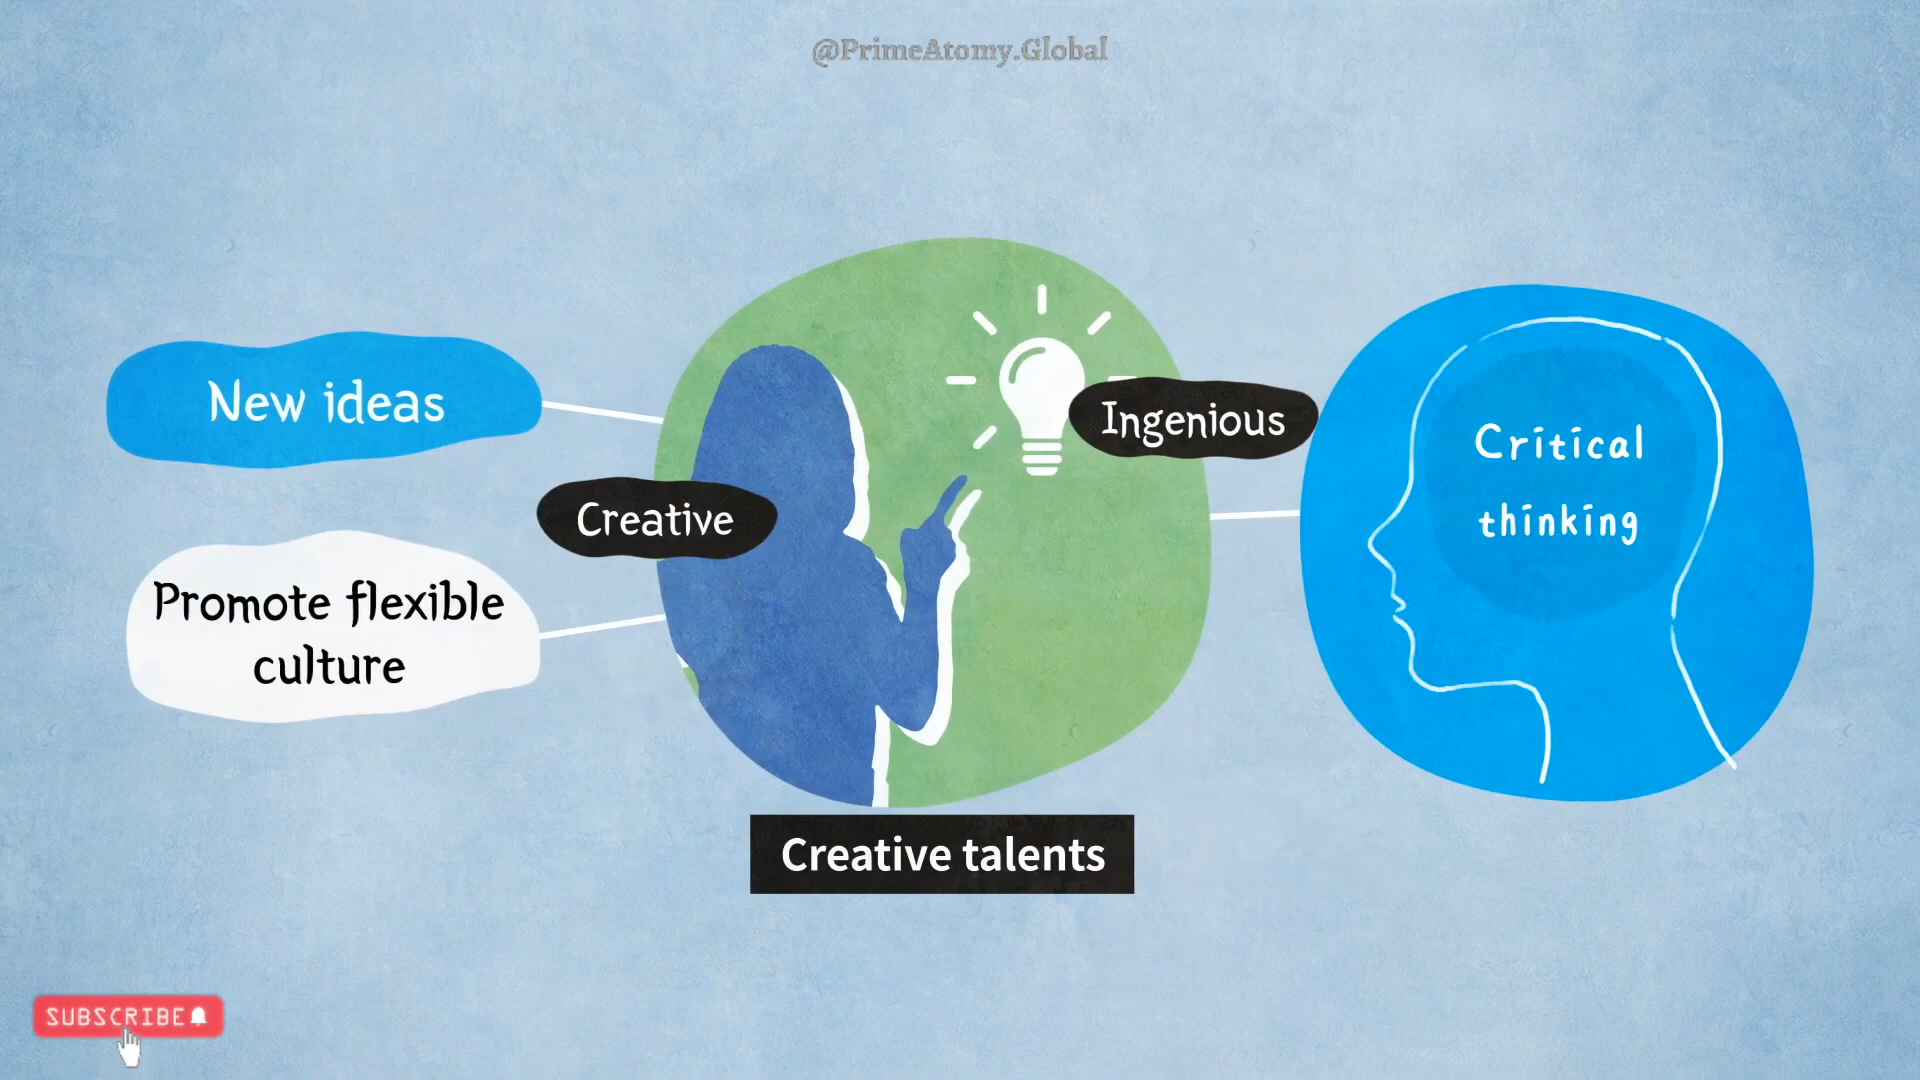 @PrimeAtomy.Global
New ideas
Promote flexible
culture
Creative
Ingenious
Critical
thinking
Creative talents
SUBSCRIBE